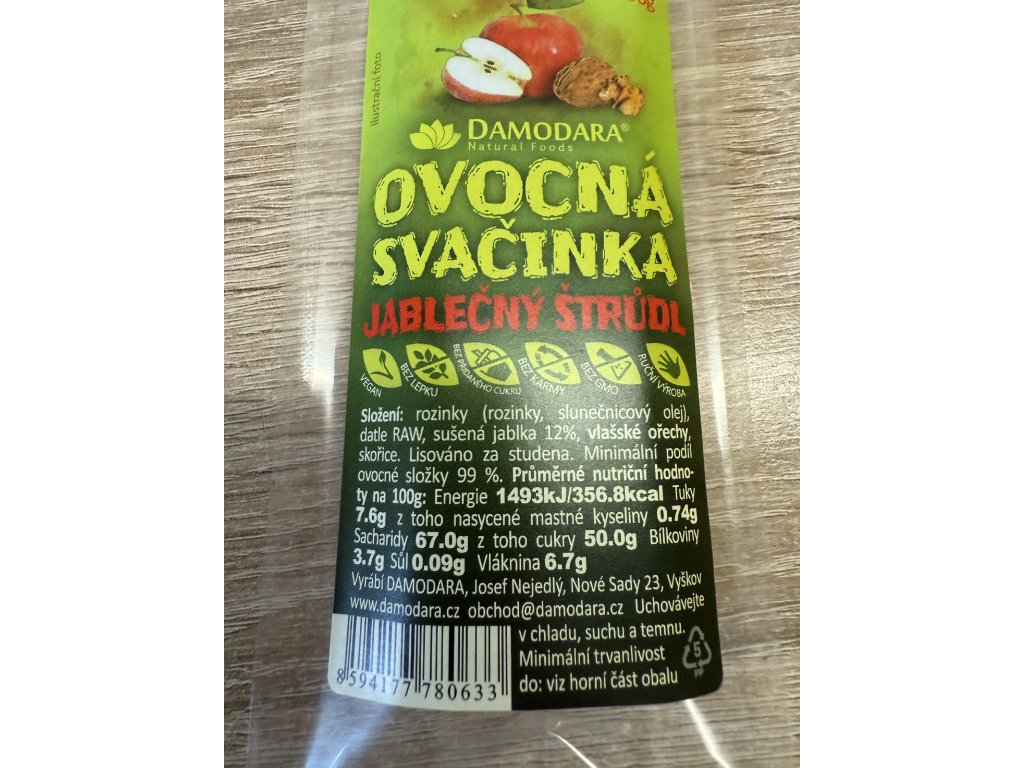 ilustrační foto
DAMODARA®
Natural Foods
OVOCNÁ
SVAČINKA
JABLEČNÝ ŠTRŮDL
VEGAN
BEZ LEPKU
BEZ PŘIDANÉHO CUKRU
BEZ KARMY
BEZ GMO
RUČNÍ VÝROBA
Složení: rozinky (rozinky, slunečnicový olej),
datle RAW, sušená jablka 12%, vlašské ořechy,
skořice. Lisováno za studena. Minimální podíl
ovocné složky 99 %. Průměrné nutriční hodno-
ty na 100g: Energie 1493kJ/356.8kcal Tuky
7.6g z toho nasycené mastné kyseliny 0.74g
Sacharidy 67.0g z toho cukry 50.0g Bílkoviny
3.7g Sůl 0.09g Vláknina 6.7g
Vyrábí DAMODARA, Josef Nejedlý, Nové Sady 23, Vyškov
www.damodara.cz obchod@damodara.cz Uchovávejte
v chladu, suchu a temnu.
Minimální trvanlivost
do: viz horní část obalu
5
PP
8 594177 780633